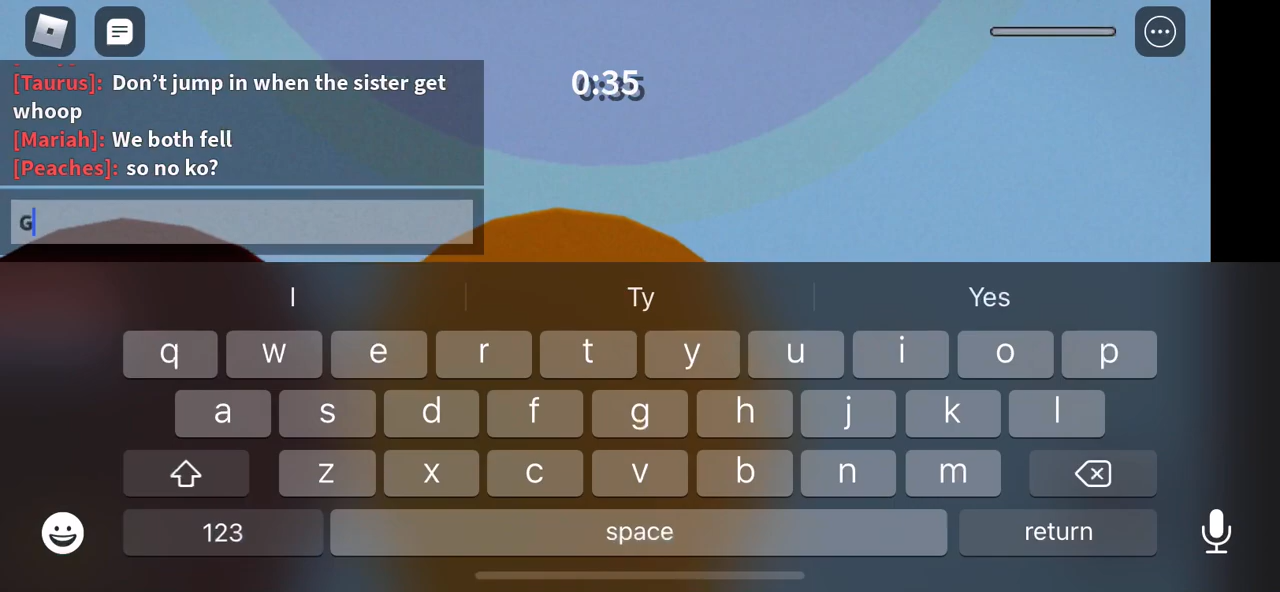 0:35
[Taurus]: Don’t jump in when the sister get
whoop
[Mariah]: We both fell
[Peaches]: so no ko?
G
I Ty Yes
q w e r t y u i o p
a s d f g h j k l
z x c v b n m
123 space return